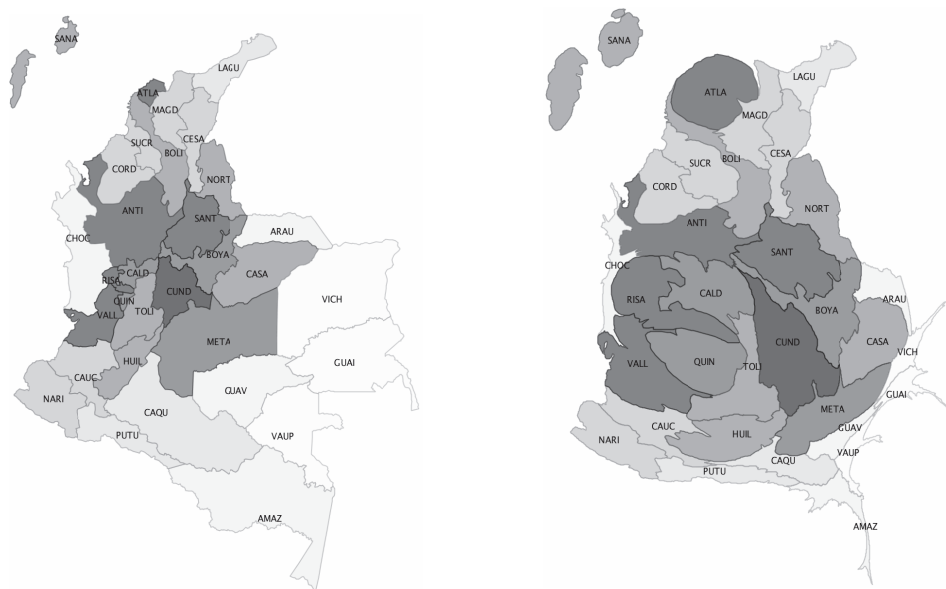 SANA
LAGU
ATLA
MAGD
SUCR
CESA
BOLI
CORD
NORT
ANTI
SANT
CHOC
ARAU
BOYA
CALD
CASA
RISA
CUND
QUIN
VICH
VALL
TOLI
META
HUIL
GUAI
CAUC
GUAV
NARI
CAQU
PUTU
VAUP
AMAZ
SANA
LAGU
ATLA
MAGD
CESA
BOLI
SUCR
CORD
NORT
ANTI
SANT
CHOC
RISA
CALD
ARAU
BOYA
CUND
CASA
VICH
VALL
QUIN
TOLI
GUAI
META
CAUC
GUAV
NARI
HUIL
VAUP
CAQU
PUTU
AMAZ